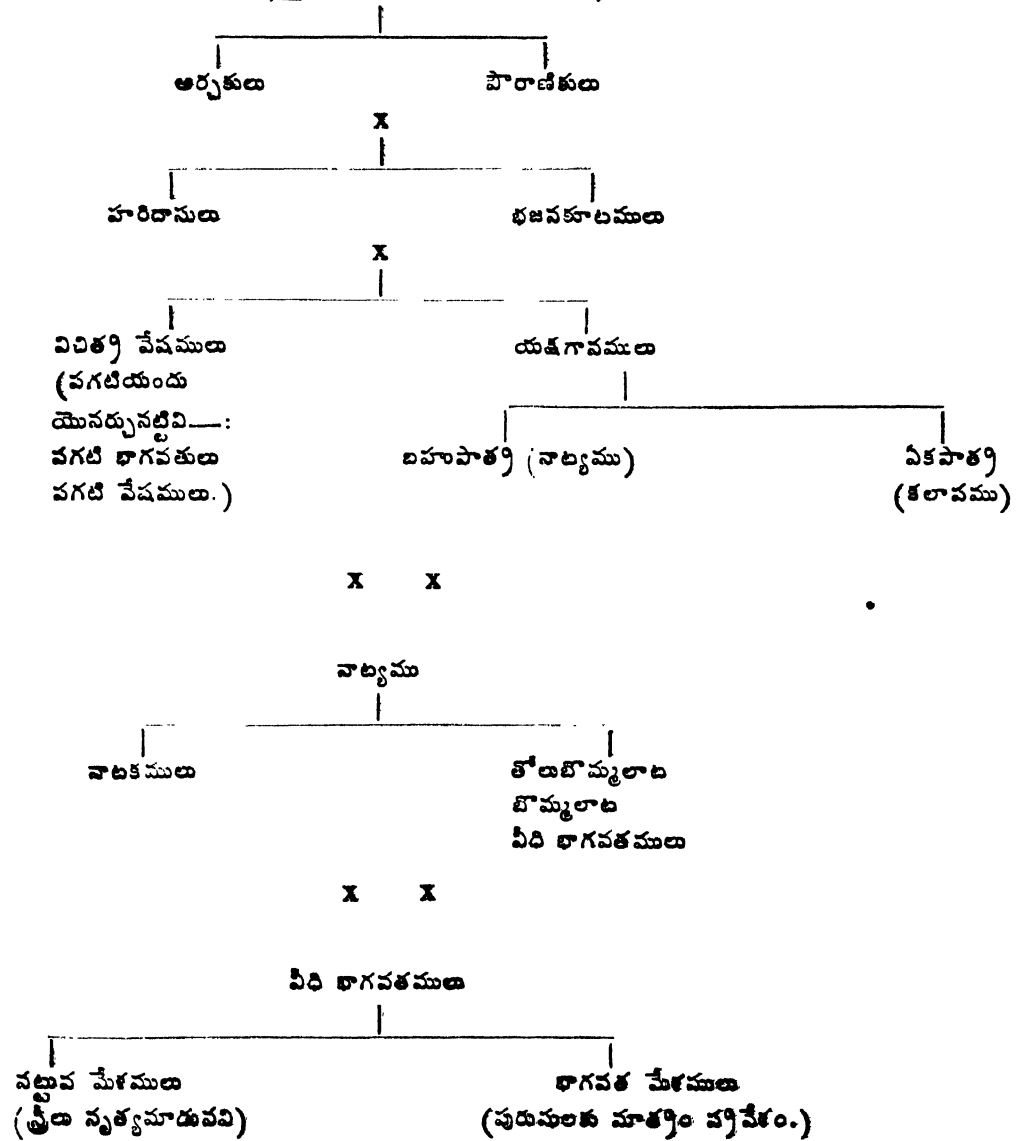 అర్చకులు పౌరాణికులు
X
హరిదాసులు భజనకూటములు
X
విచిత్ర వేషములు యక్షగానములు
(పగటియందు
యొనర్చునట్టివి—:
పగటి భాగవతులు బహుపాత్ర (నాట్యము) ఏకపాత్ర
పగటి వేషములు.) (కలాపము)
X X
నాట్యము
నాటకములు తోలుబొమ్మలాట
బొమ్మలాట
వీధి భాగవతములు
X X
వీధి భాగవతములు
నట్టువ మేళములు భాగవత మేళములు
(స్త్రీలు నృత్యమాడునవి) (పురుషులకు మాత్రం ప్రవేశం.)